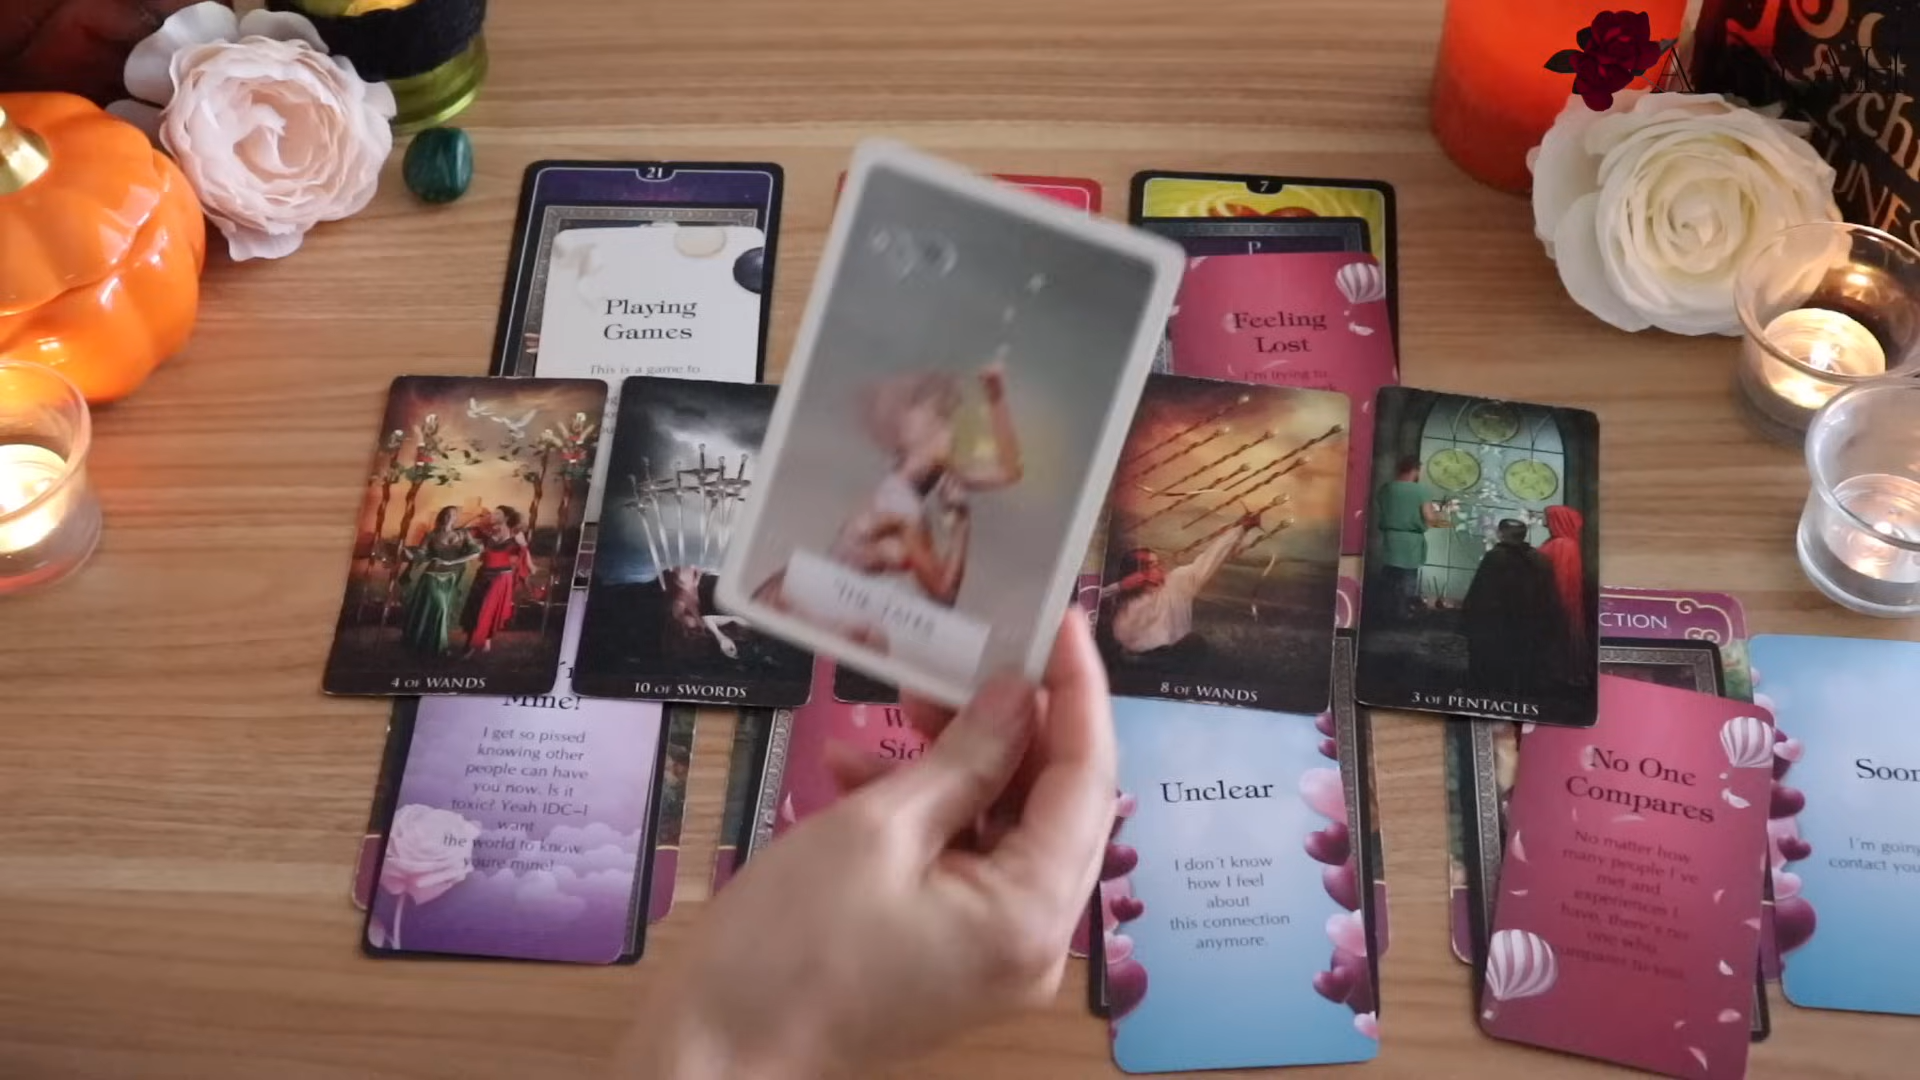 21
7
P
Playing
Games
This is a game to
Feeling
Lost
I'm trying to
4 OF WANDS
10 OF SWORDS
8 OF WANDS
3 OF PENTACLES
CTION
Mine!
I get so pissed
knowing other
people can have
you now. Is it
toxic? Yeah IDC–I
want
the world to know
youre mine!
Unclear
I don't know
how I feel
about
this connection
anymore.
No One
Compares
No matter how
many people I've
met and
experiences I
have, there's no
one who
compares to you.
Soon
I'm going
contact you